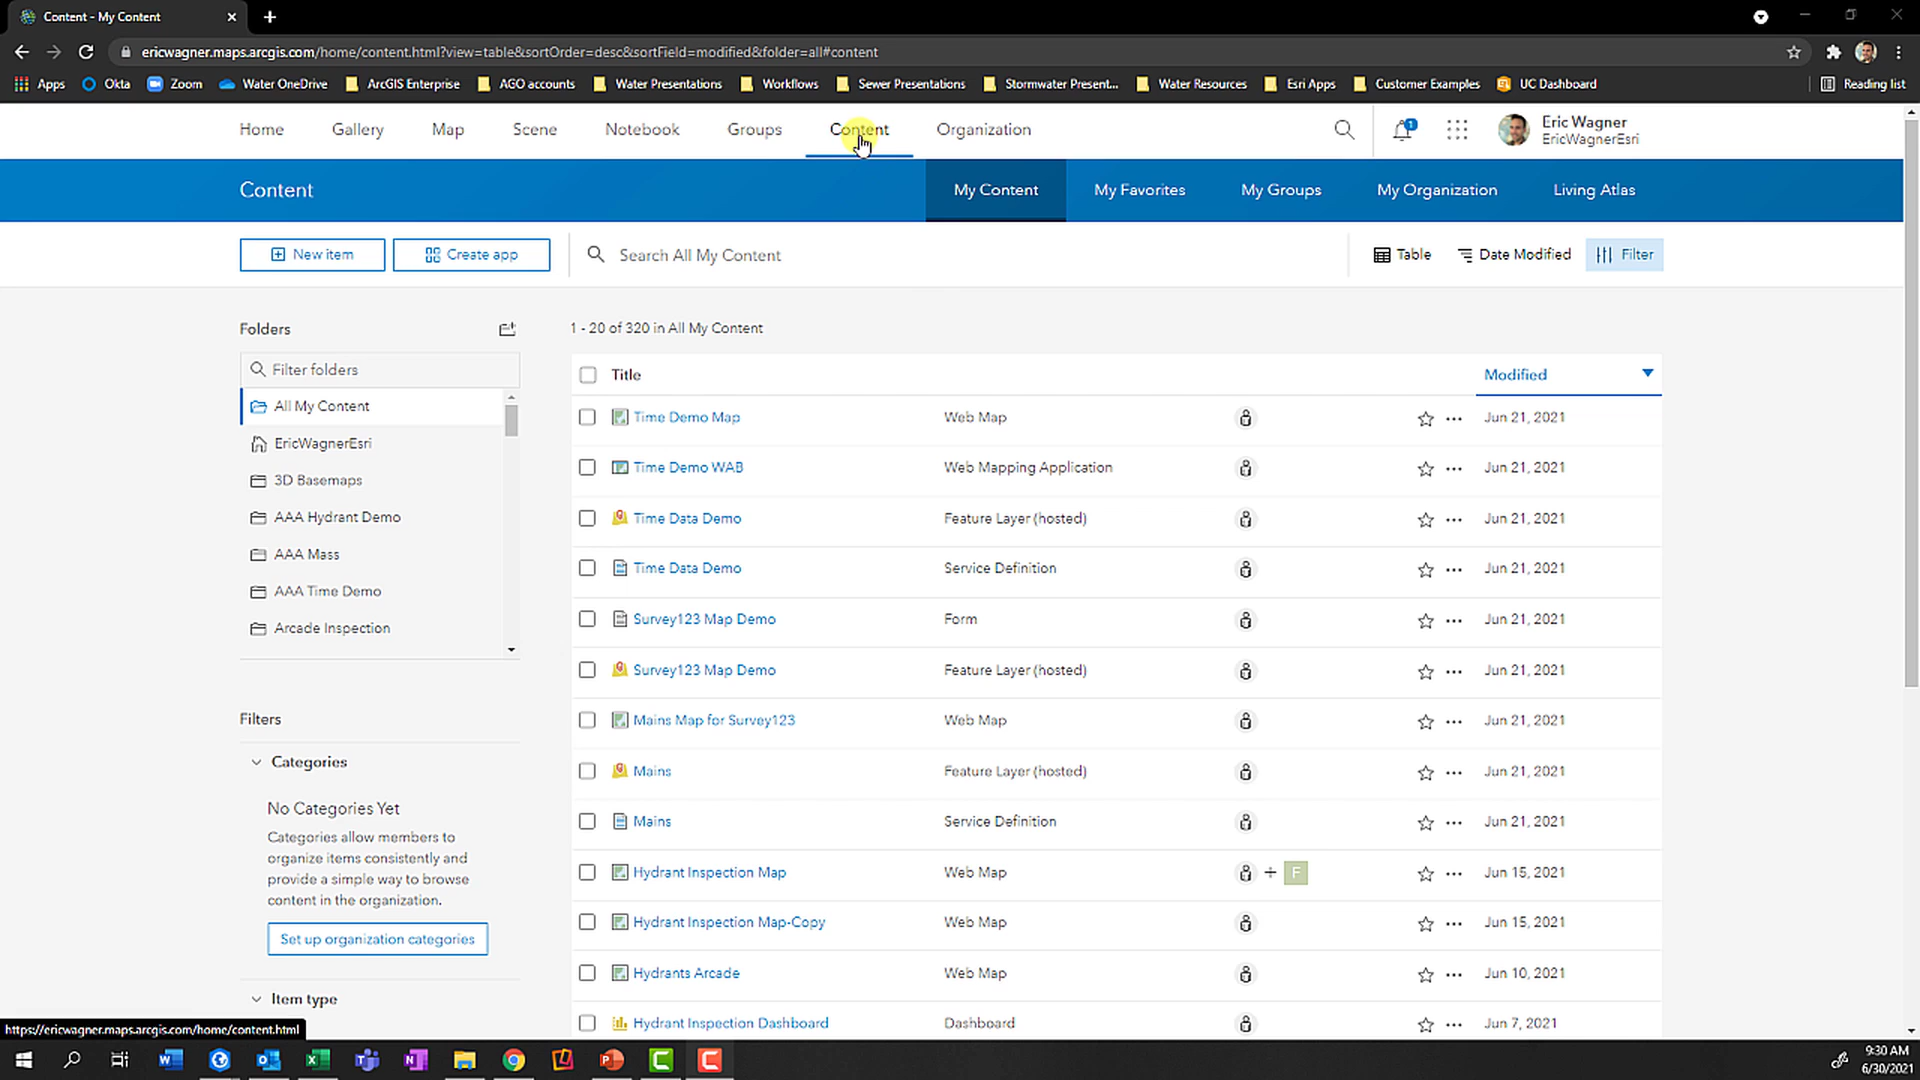 Content - My Content
ericwagner.maps.arcgis.com/home/content.html?view=table&sortOrder=desc&sortField=modified&folder=all#content
Apps Okta Zoom Water OneDrive ArcGIS Enterprise AGO accounts Water Presentations Workflows Sewer Presentations Stormwater Present... Water Resources Esri Apps Customer Examples UC Dashboard Reading list
Home Gallery Map Scene Notebook Groups Content Organization 1 Eric Wagner
EricWagnerEsri
Content My Content My Favorites My Groups My Organization Living Atlas
New item Create app Search All My Content Table Date Modified Filter
Folders
1 - 20 of 320 in All My Content
Filter folders
All My Content
EricWagnerEsri
3D Basemaps
AAA Hydrant Demo
AAA Mass
AAA Time Demo
Arcade Inspection
Filters
Categories
No Categories Yet
Categories allow members to
organize items consistently and
provide a simple way to browse
content in the organization.
Set up organization categories
Item type
Title Modified
Time Demo Map Web Map Jun 21, 2021
Time Demo WAB Web Mapping Application Jun 21, 2021
Time Data Demo Feature Layer (hosted) Jun 21, 2021
Time Data Demo Service Definition Jun 21, 2021
Survey123 Map Demo Form Jun 21, 2021
Survey123 Map Demo Feature Layer (hosted) Jun 21, 2021
Mains Map for Survey123 Web Map Jun 21, 2021
Mains Feature Layer (hosted) Jun 21, 2021
Mains Service Definition Jun 21, 2021
Hydrant Inspection Map Web Map + F Jun 15, 2021
Hydrant Inspection Map-Copy Web Map Jun 15, 2021
Hydrants Arcade Web Map Jun 10, 2021
Hydrant Inspection Dashboard Dashboard Jun 7, 2021
https://ericwagner.maps.arcgis.com/home/content.html
9:30 AM
6/30/2021